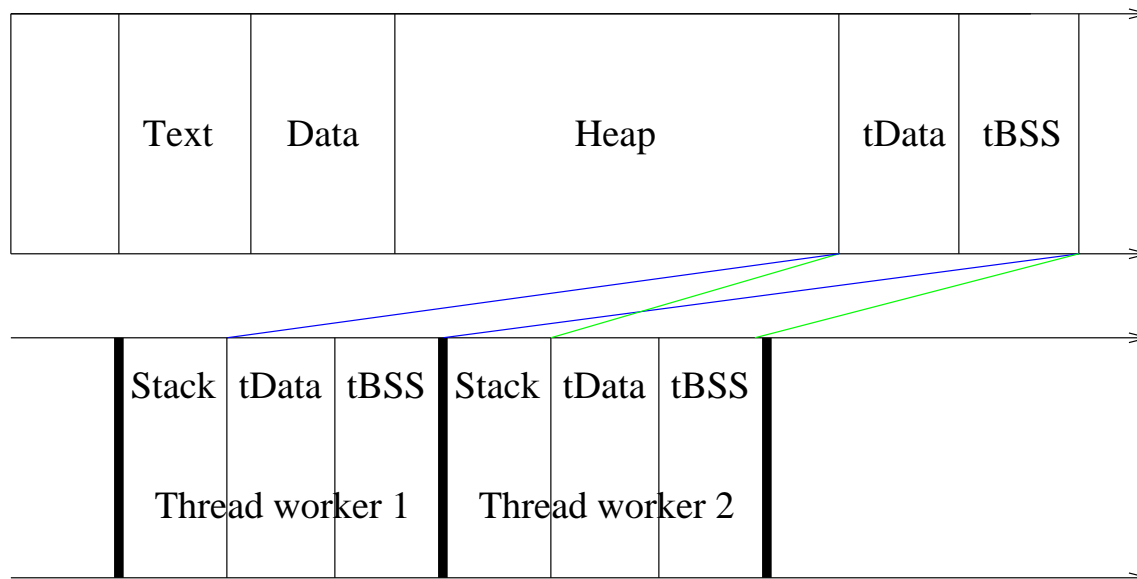 Text Data Heap tData tBSS
Stack tData tBSS Stack tData tBSS
Thread worker 1 Thread worker 2